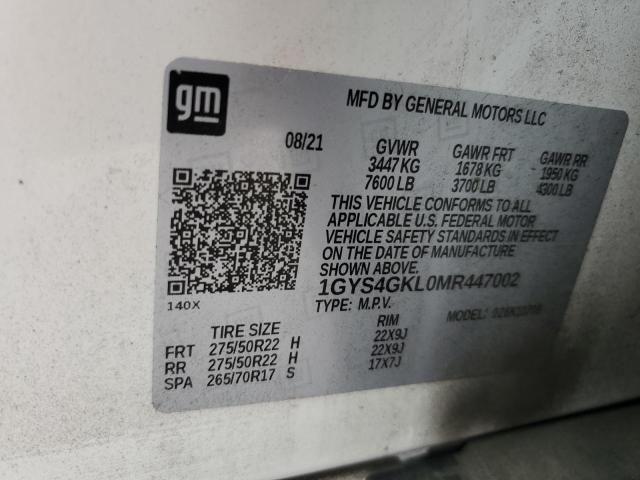 gm
MFD BY GENERAL MOTORS LLC
08/21
GVWR GAWR FRT GAWR RR
3447 KG 1678 KG 1950 KG
7600 LB 3700 LB 4300 LB
THIS VEHICLE CONFORMS TO ALL
APPLICABLE U.S. FEDERAL MOTOR
VEHICLE SAFETY STANDARDS IN EFFECT
ON THE DATE OF MANUFACTURE
SHOWN ABOVE.
1GYS4GKL0MR447002
140X
TYPE: M.P.V.
MODEL:
TIRE SIZE RIM
FRT 275/50R22 H 22X9J
RR 275/50R22 H 22X9J
SPA 265/70R17 S 17X7J